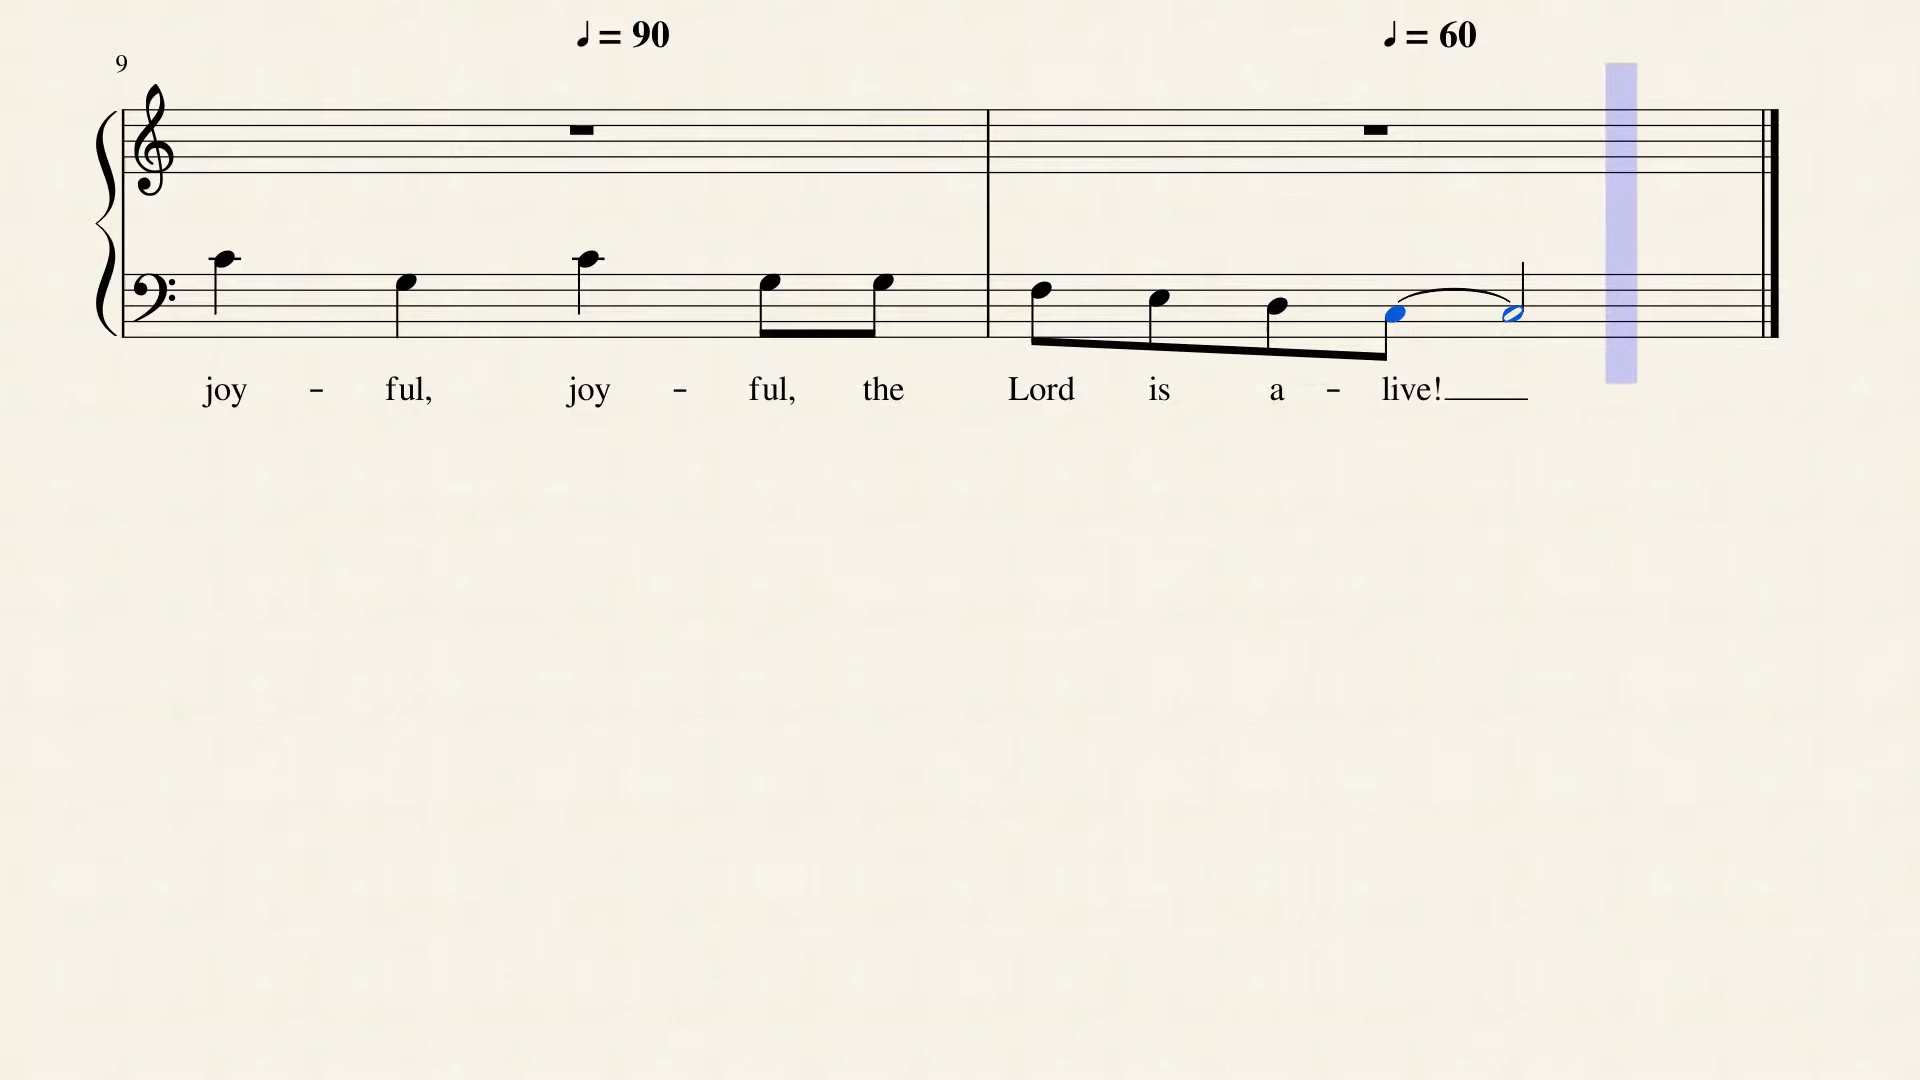 ♩ = 90 ♩ = 60
9
joy - ful, joy - ful, the Lord is a - live!